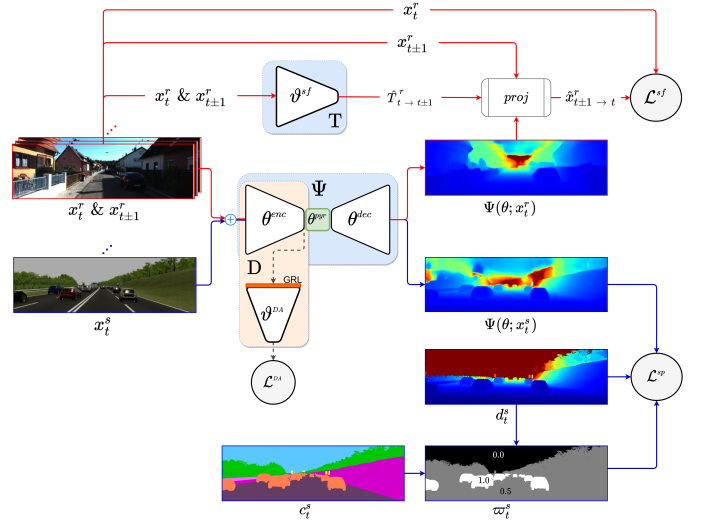 x_t^r
x_{t±1}^r
x_t^r & x_{t±1}^r
ϑ^{sf}
T
T̂_{t→t±1}^r
proj
x̂_{t±1→t}^r
ℒ^{sf}
x_t^r & x_{t±1}^r
Ψ
θ^{enc}
θ^{pyr}
θ^{dec}
Ψ(θ; x_t^r)
D
GRL
ϑ^{DA}
x_t^s
Ψ(θ; x_t^s)
ℒ^{DA}
ℒ^{sp}
d_t^s
0.0
1.0
0.5
c_t^s
ϖ_t^s